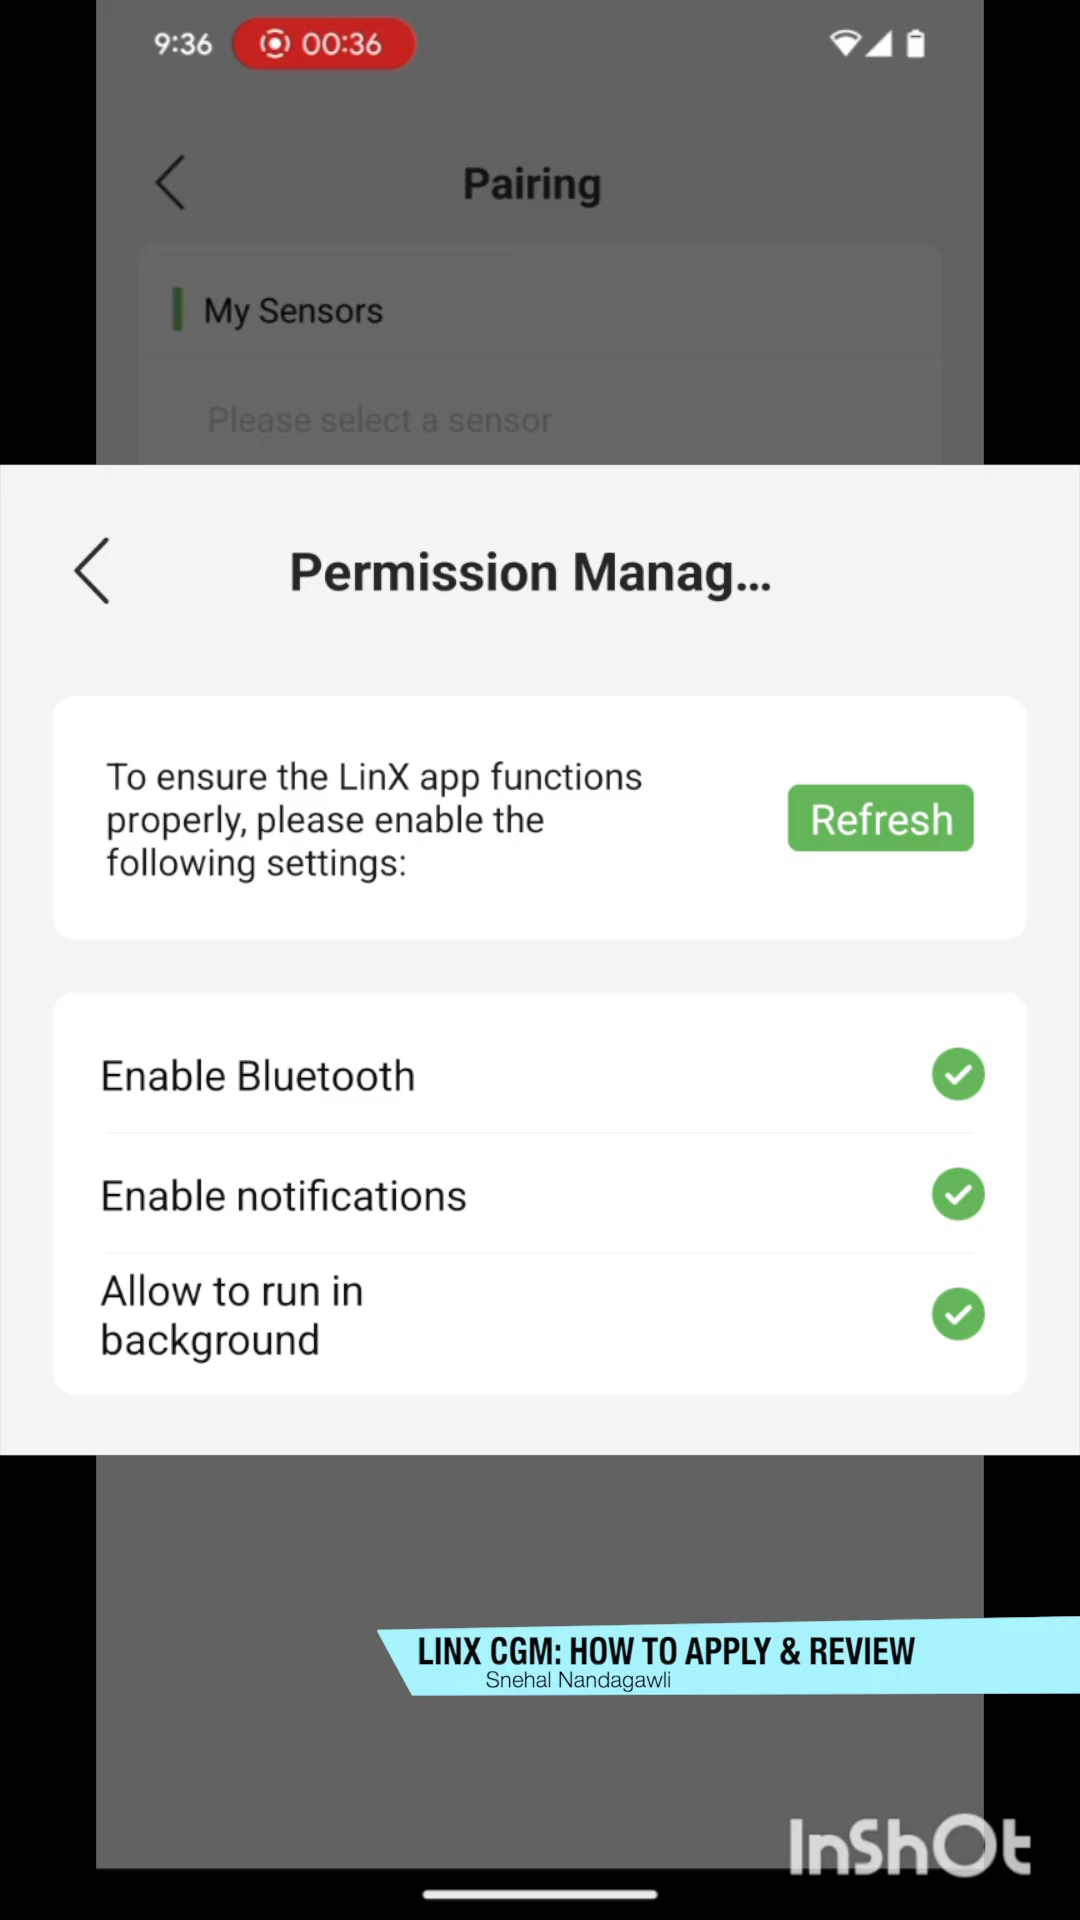 9:36
00:36
Pairing
My Sensors
Please select a sensor
Permission Manag...
To ensure the LinX app functions
properly, please enable the
following settings:
Refresh
Enable Bluetooth
Enable notifications
Allow to run in
background
LINX CGM: HOW TO APPLY & REVIEW
Snehal Nandagawli
InShOt